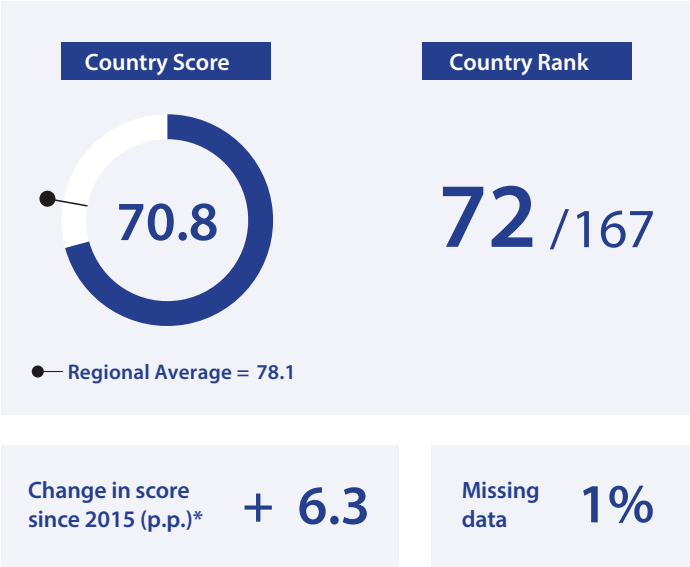 Country Score
Country Rank
70.8
72 /167
Regional Average = 78.1
Change in score
since 2015 (p.p.)*
+ 6.3
Missing
data
1%